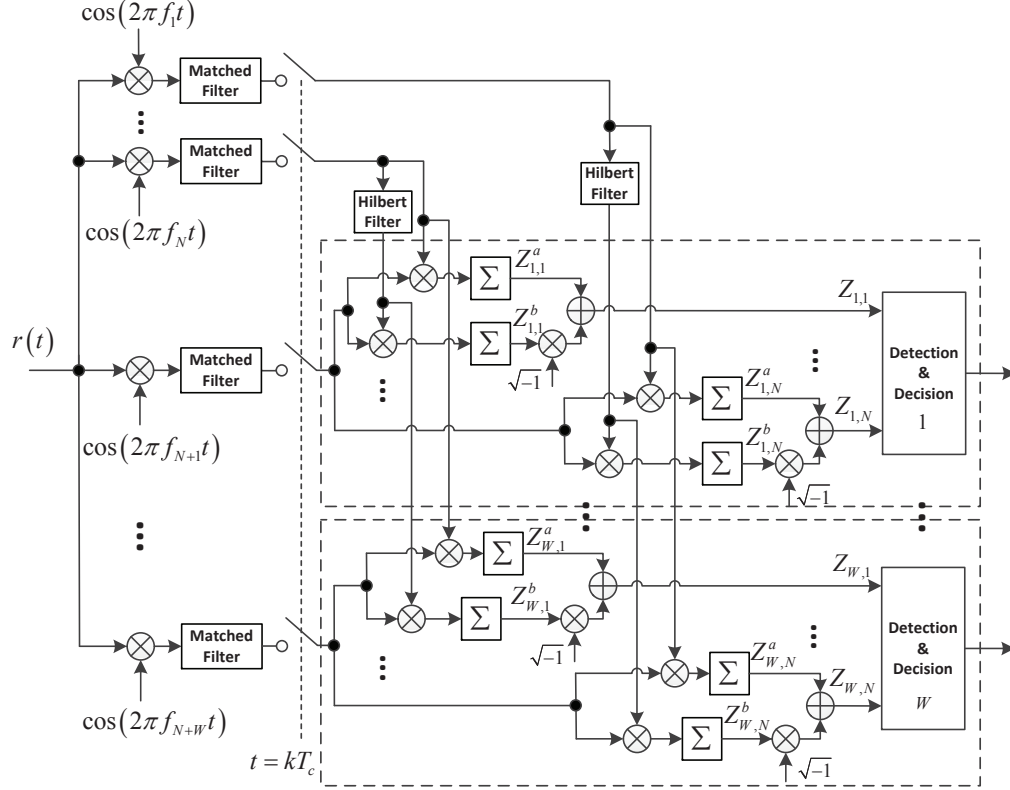 cos(2πf₁t)
Matched Filter
Matched Filter
cos(2πf_N t)
Hilbert Filter
Hilbert Filter
r(t)
Matched Filter
cos(2πf_{N+1}t)
Σ
Z^a_{1,1}
Σ
Z^b_{1,1}
√-1
Z_{1,1}
Σ
Z^a_{1,N}
Σ
Z^b_{1,N}
√-1
Z_{1,N}
Detection & Decision 1
Σ
Z^a_{W,1}
Σ
Z^b_{W,1}
√-1
Z_{W,1}
Matched Filter
cos(2πf_{N+W}t)
Σ
Z^a_{W,N}
Σ
Z^b_{W,N}
√-1
Z_{W,N}
Detection & Decision W
t = kT_c